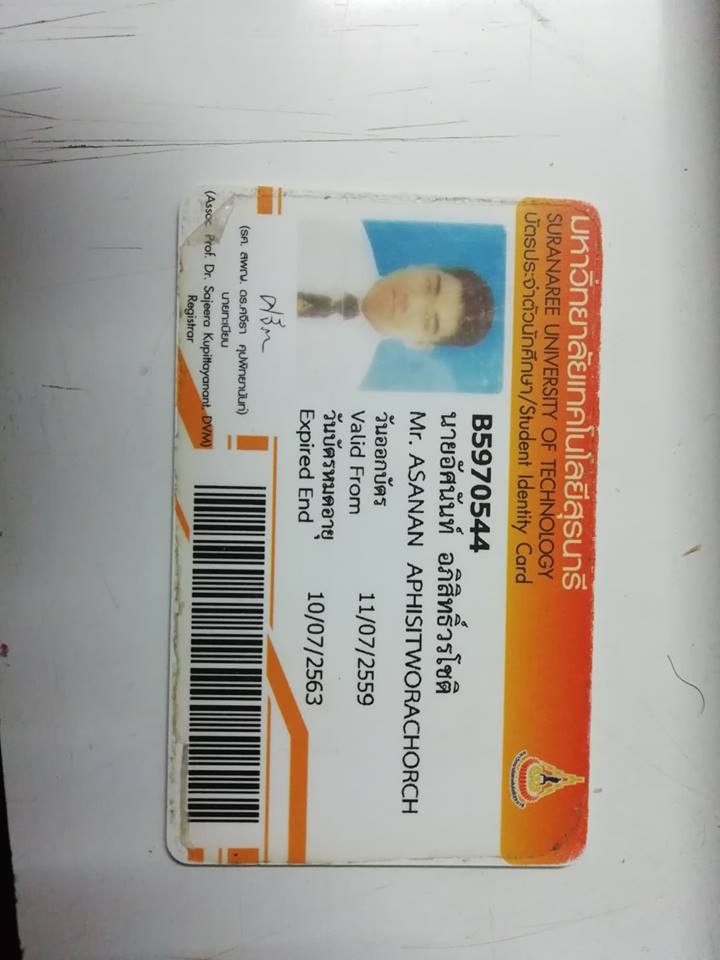 มหาวิทยาลัยเทคโนโลยีสุรนารี
SURANAREE UNIVERSITY OF TECHNOLOGY
บัตรประจำตัวนักศึกษา/Student Identity Card
B5970544
นายอัศนันท์ อภิสิทธิ์วรโชติ
Mr. ASANAN APHISITWORACHORCH
วันออกบัตร
Valid From 11/07/2559
วันบัตรหมดอายุ
Expired End 10/07/2563
(รศ. สพญ. ดร.ศจีรา คุปพิทยานันท์)
นายทะเบียน
(Assoc. Prof. Dr. Sajeera Kupittayanant, DVM)
Registrar